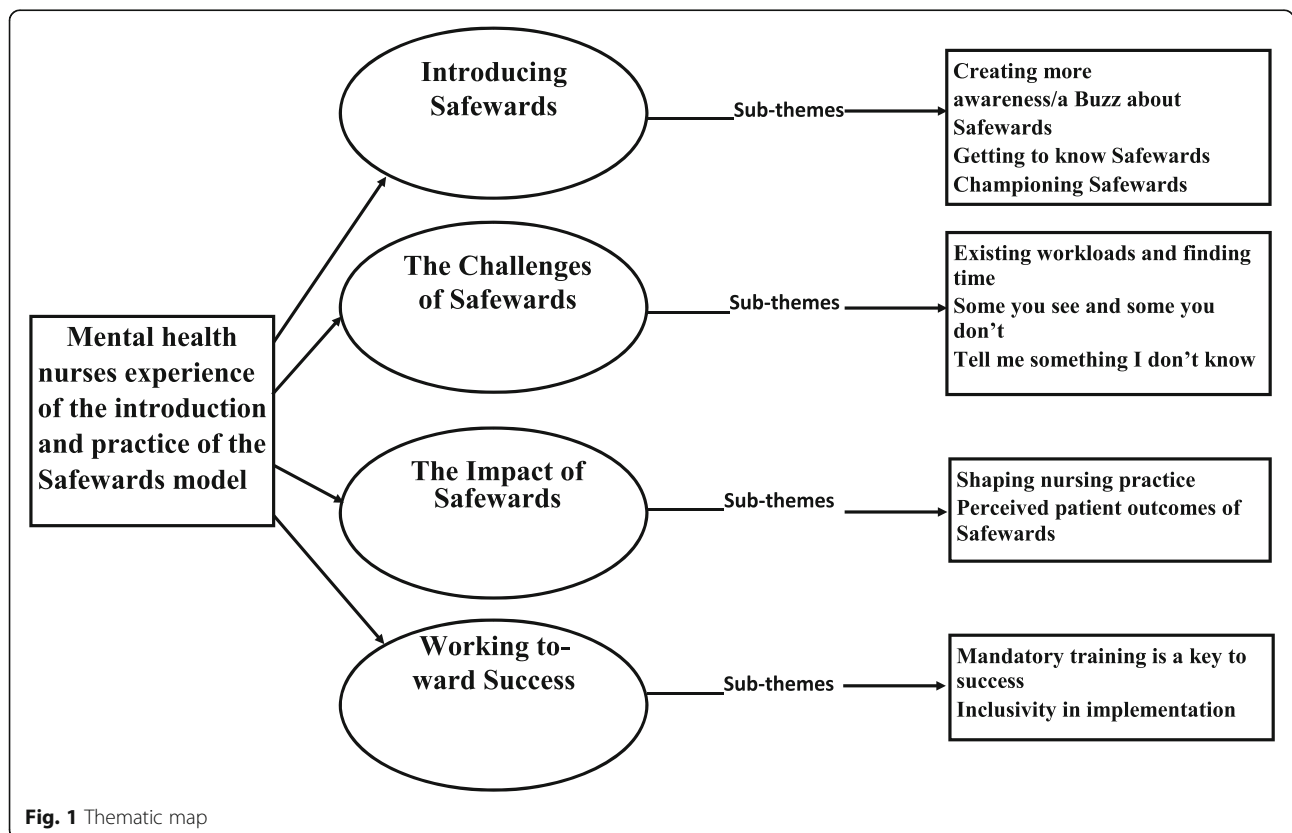 Mental health
nurses experience
of the introduction
and practice of the
Safewards model
Introducing
Safewards
Sub-themes
Creating more
awareness/a Buzz about
Safewards
Getting to know Safewards
Championing Safewards
The Challenges
of Safewards
Sub-themes
Existing workloads and finding
time
Some you see and some you
don't
Tell me something I don't know
The Impact of
Safewards
Sub-themes
Shaping nursing practice
Perceived patient outcomes of
Safewards
Working to-
ward Success
Sub-themes
Mandatory training is a key to
success
Inclusivity in implementation
Fig. 1 Thematic map